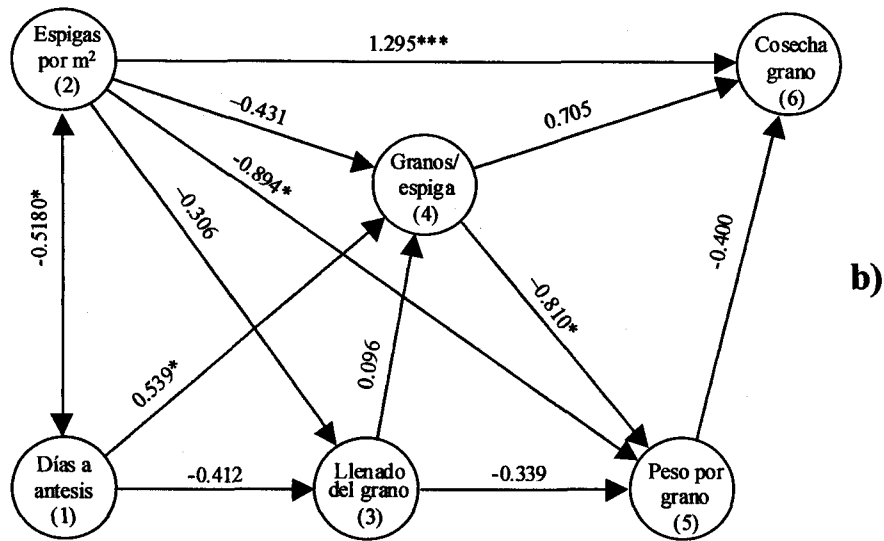 Espigas
por m²
(2)
1.295***
Cosecha
grano
(6)
-0.431
0.705
-0.894*
Granos/
espiga
(4)
-0.306
-0.5180*
-0.400
b)
-0.810*
0.539*
0.096
Días a
antesis
(1)
-0.412
Llenado
del grano
(3)
-0.339
Peso por
grano
(5)